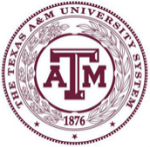 THE TEXAS A&M UNIVERSITY SYSTEM
ATM
1876